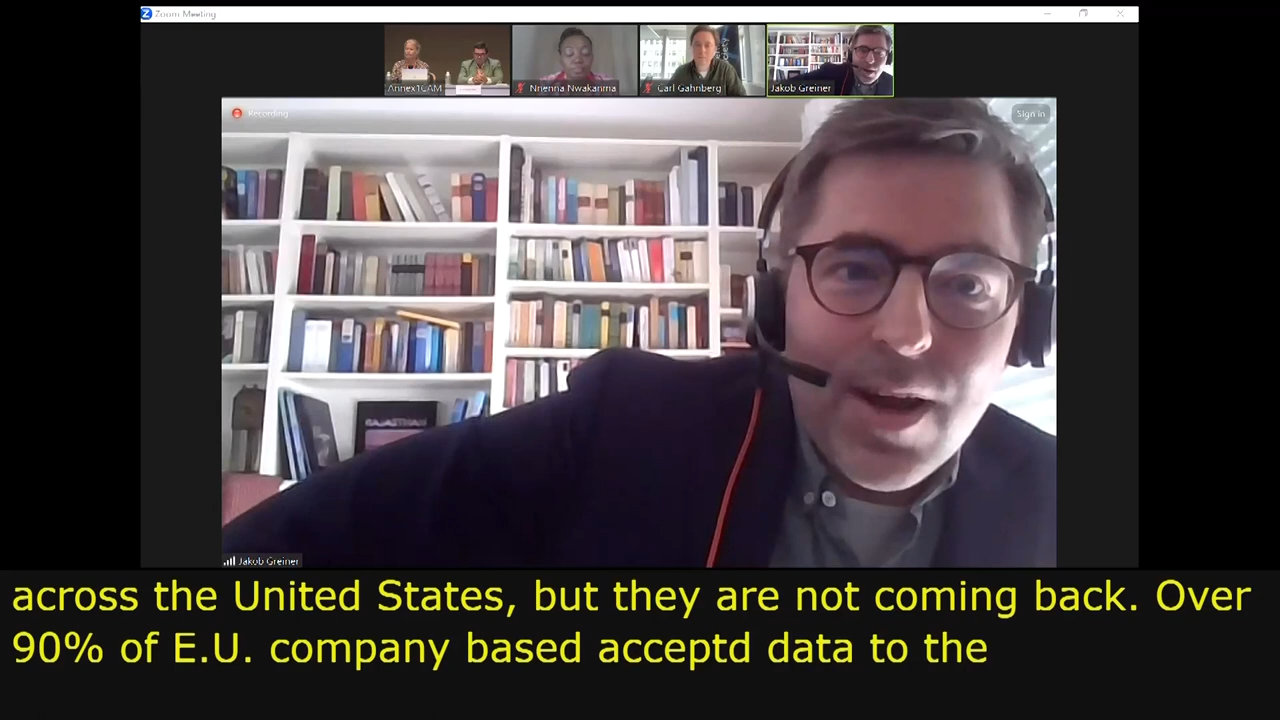 Zoom Meeting
Annex1CAM
Nnenna Nwakanma
Carl Gahnberg
Jakob Greiner
Recording
Sign in
RAJASTHAN
Jakob Greiner
across the United States, but they are not coming back. Over
90% of E.U. company based acceptd data to the